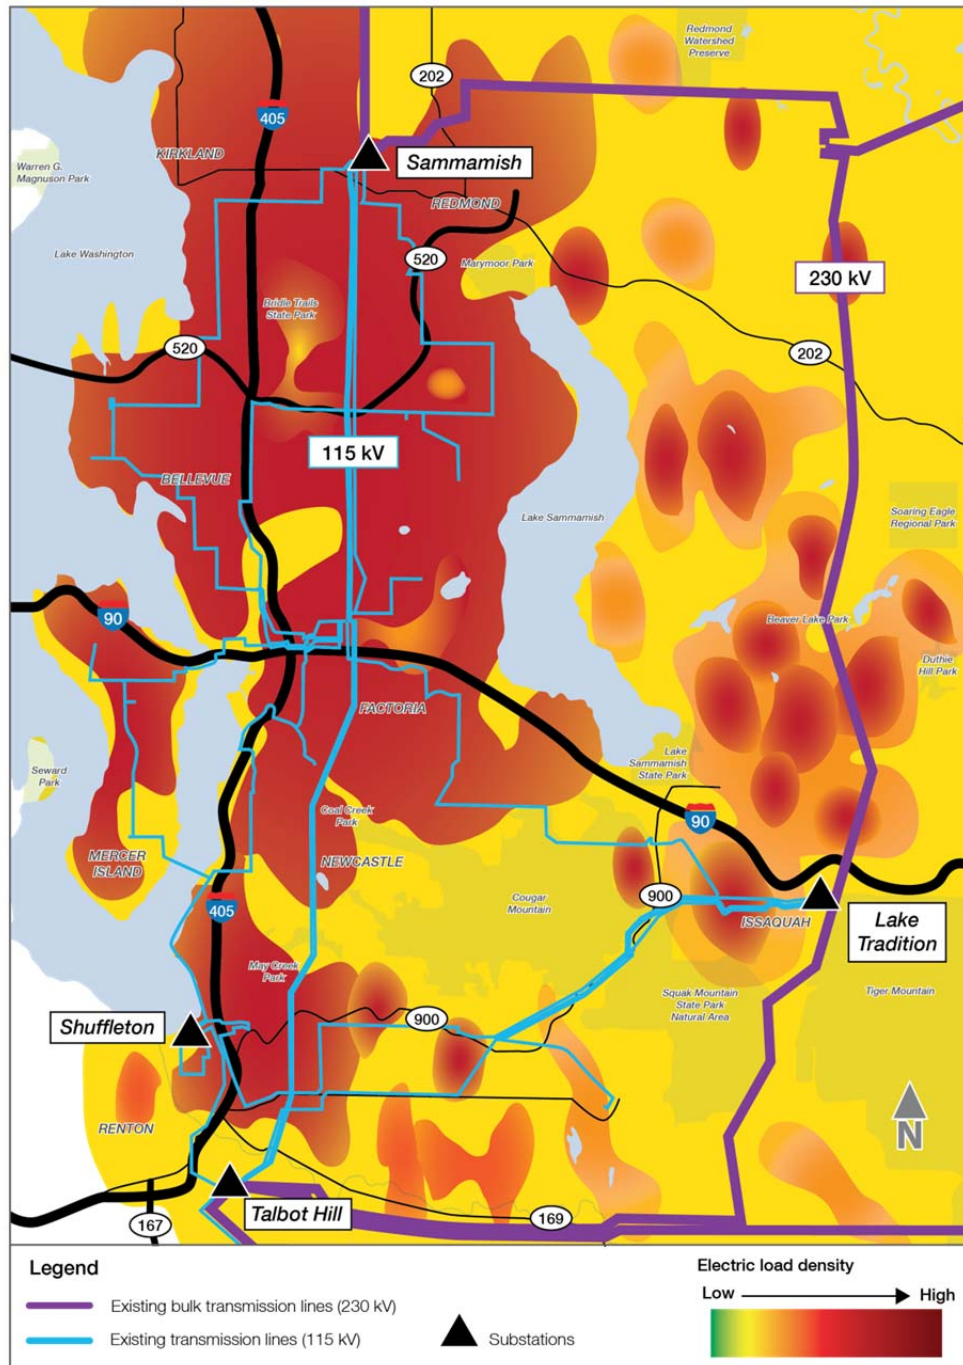 Redmond
Watershed
Preserve
202
405
KIRKLAND
Sammamish
Warren G.
Magnuson Park
REDMOND
Lake Washington
520
Marymoor Park
230 kV
Bridle Trails
State Park
520
202
115 kV
BELLEVUE
Lake Sammamish
Soaring Eagle
Regional Park
90
Beaver Lake Park
Duthie
Hill Park
FACTORIA
Lake
Sammamish
State Park
Seward
Park
Coal Creek
Park
90
MERCER
ISLAND
NEWCASTLE
900
405
Cougar
Mountain
ISSAQUAH
Lake
Tradition
May Creek
Park
Squak Mountain
State Park
Natural Area
Tiger Mountain
Shuffleton
900
RENTON
N
Talbot Hill
167
169
Legend
Existing bulk transmission lines (230 kV)
Existing transmission lines (115 kV)
Substations
Electric load density
Low
High